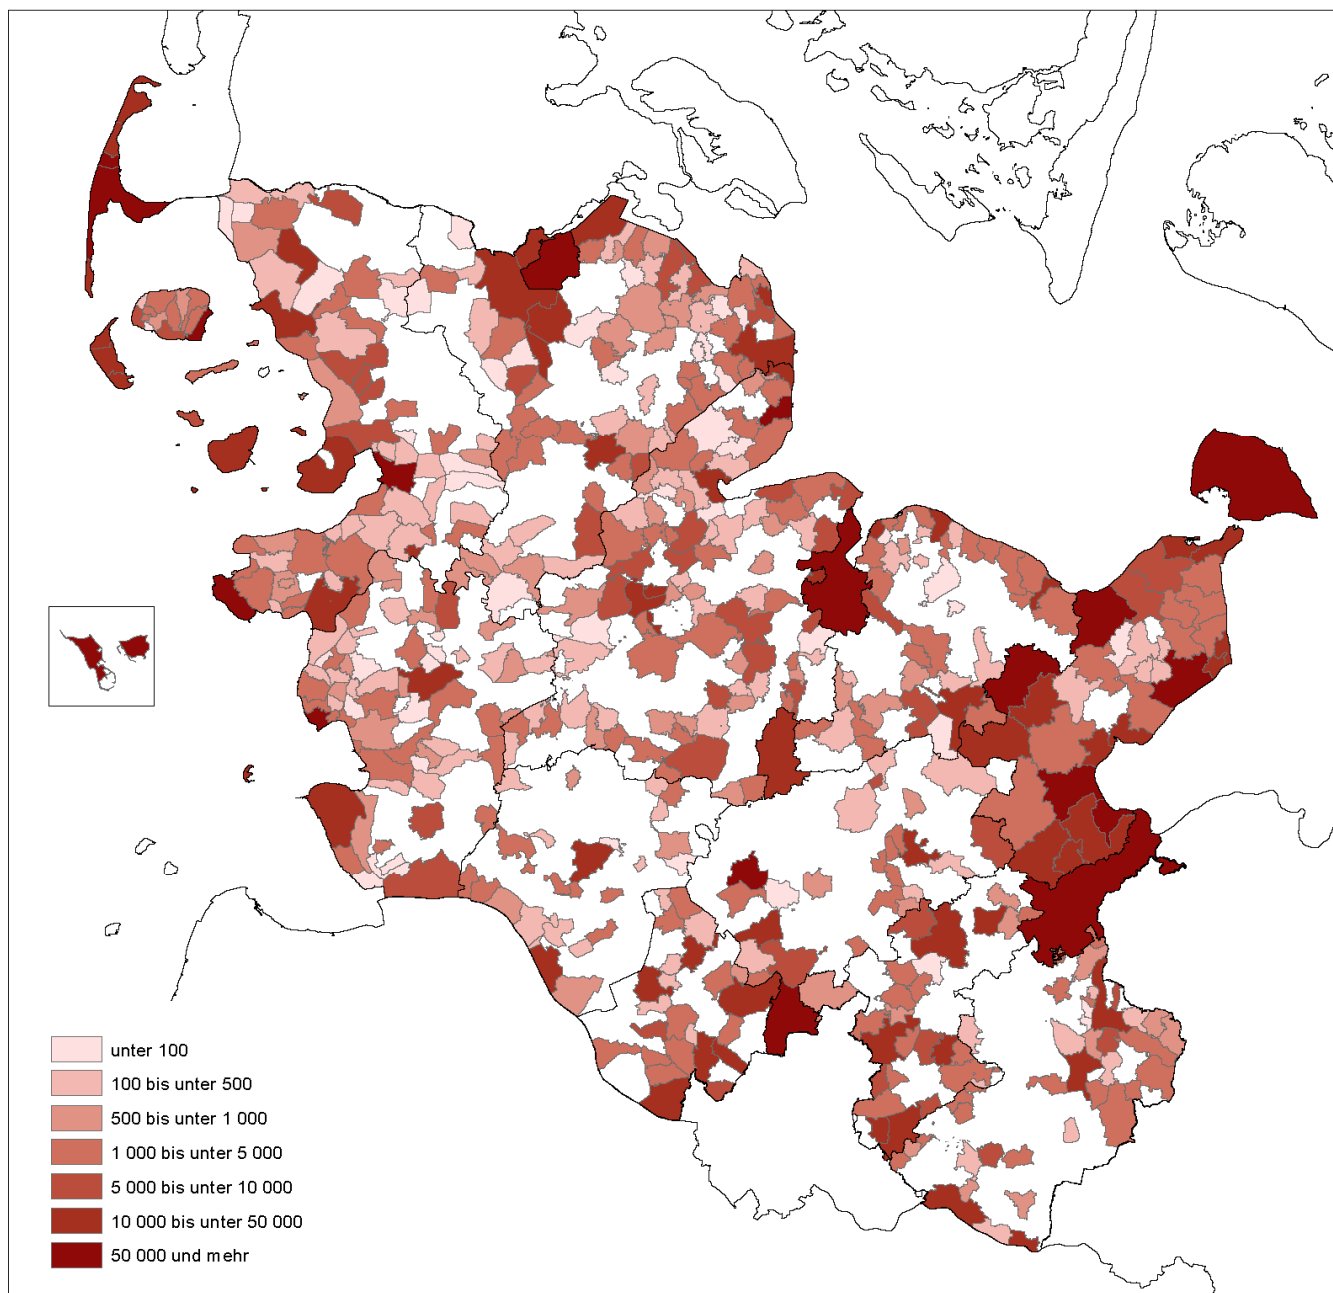 unter 100
100 bis unter 500
500 bis unter 1 000
1 000 bis unter 5 000
5 000 bis unter 10 000
10 000 bis unter 50 000
50 000 und mehr